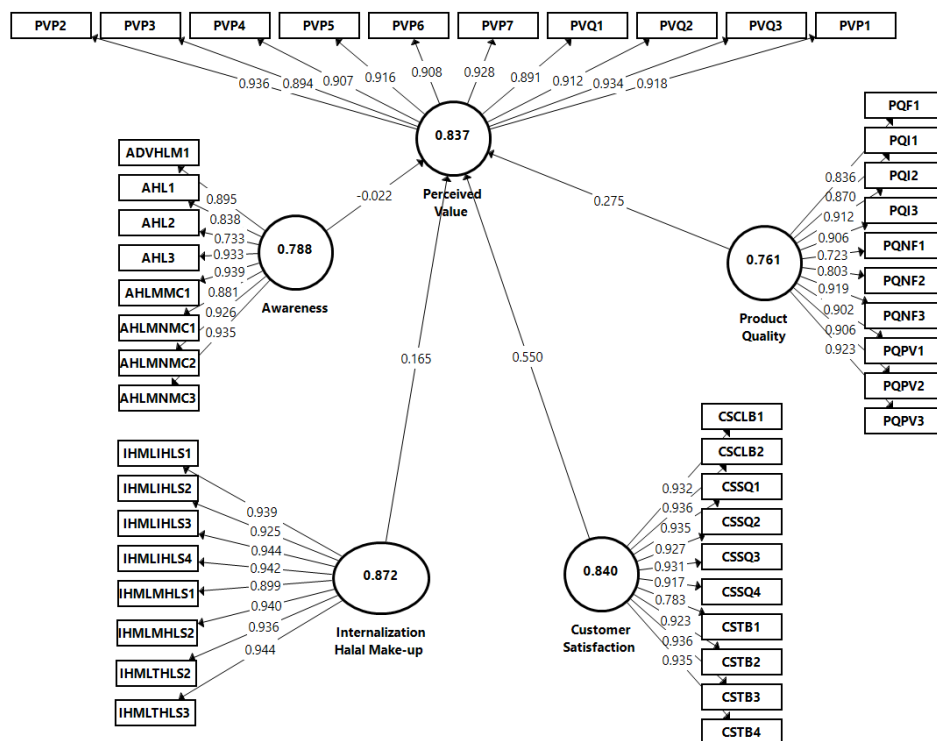 PVP2 PVP3 PVP4 PVP5 PVP6 PVP7 PVQ1 PVQ2 PVQ3 PVP1
0.936 0.894 0.907 0.916 0.908 0.928 0.891 0.912 0.934 0.918
0.837
Perceived
Value
ADVHLM1
AHL1
AHL2
AHL3
AHLMMC1
AHLMNMC1
AHLMNMC2
AHLMNMC3
0.895
0.838
0.733
0.933
0.939
0.881
0.926
0.935
0.788
Awareness
-0.022
0.275
PQF1
PQI1
PQI2
PQI3
PQNF1
PQNF2
PQNF3
PQPV1
PQPV2
PQPV3
0.836
0.870
0.912
0.906
0.723
0.803
0.919
0.902
0.906
0.923
0.761
Product
Quality
0.165
0.550
IHMLIHLS1
IHMLIHLS2
IHMLIHLS3
IHMLIHLS4
IHMLMHLS1
IHMLMHLS2
IHMLTHLS2
IHMLTHLS3
0.939
0.925
0.944
0.942
0.899
0.940
0.936
0.944
0.872
Internalization
Halal Make-up
CSCLB1
CSCLB2
CSSQ1
CSSQ2
CSSQ3
CSSQ4
CSTB1
CSTB2
CSTB3
CSTB4
0.932
0.936
0.935
0.927
0.931
0.917
0.783
0.923
0.936
0.935
0.840
Customer
Satisfaction